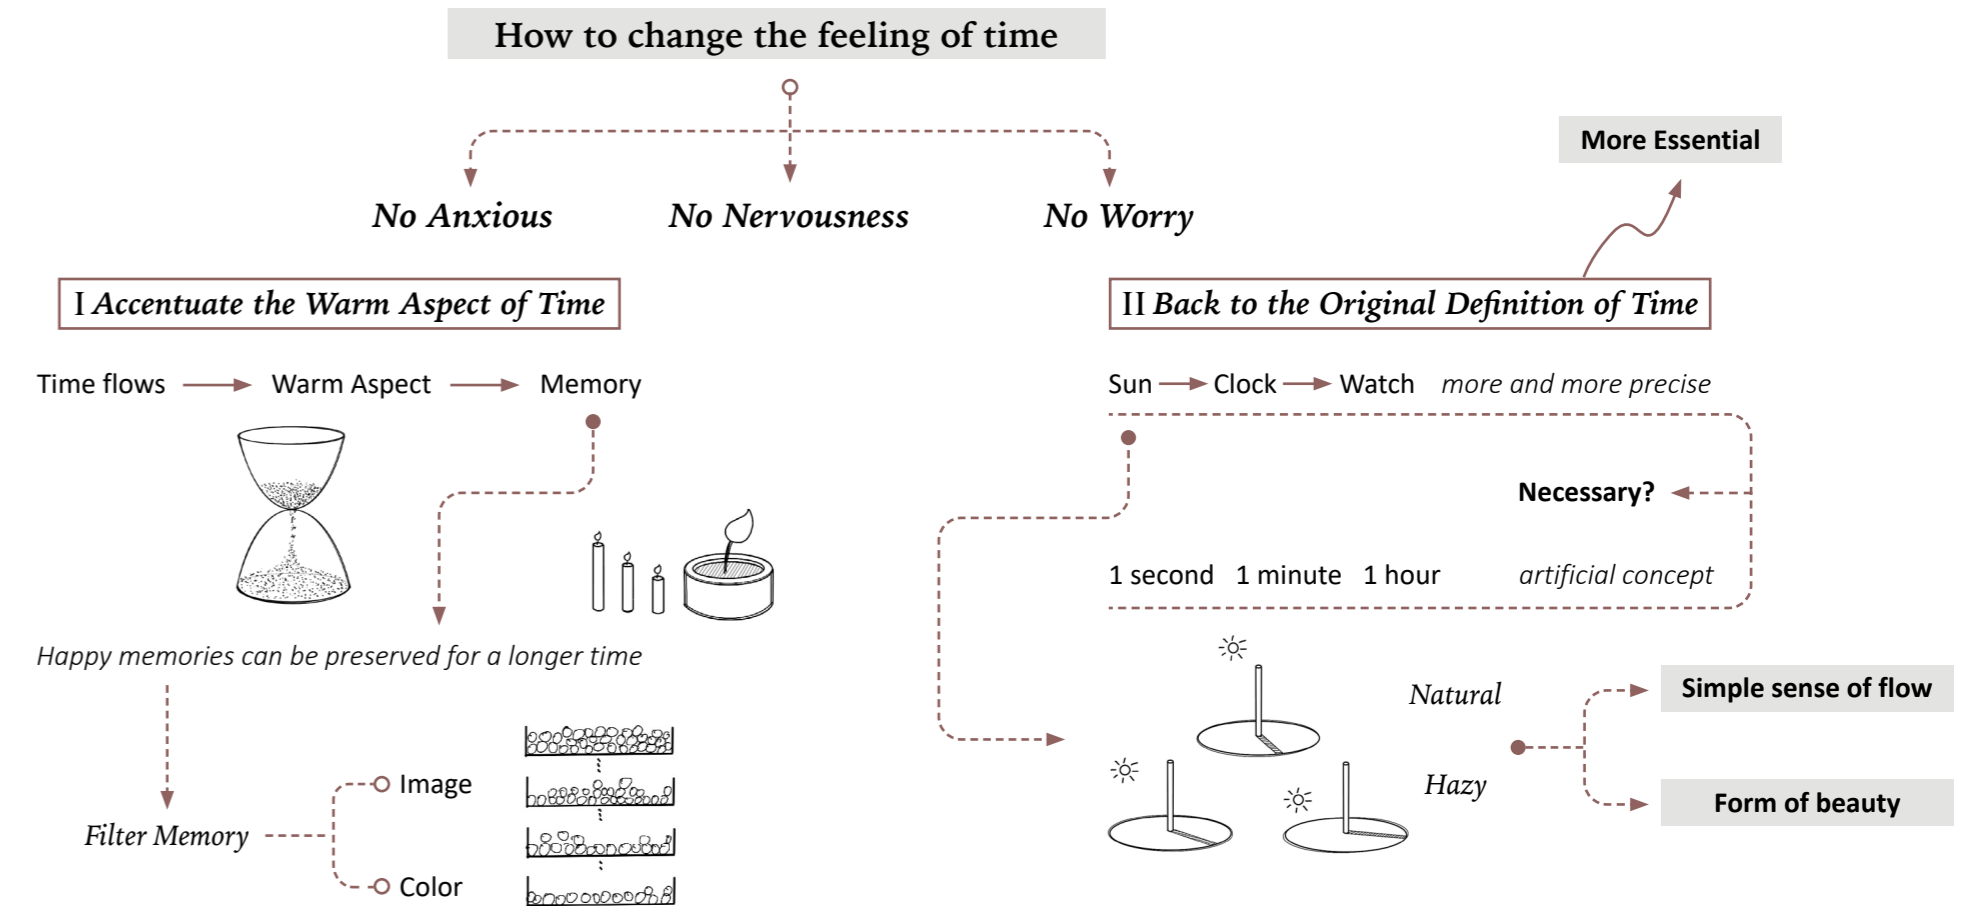 How to change the feeling of time
More Essential
No Anxious
No Nervousness
No Worry
I Accentuate the Warm Aspect of Time
Time flows
Warm Aspect
Memory
Happy memories can be preserved for a longer time
Filter Memory
Image
Color
II Back to the Original Definition of Time
Sun
Clock
Watch
more and more precise
Necessary?
1 second 1 minute 1 hour
artificial concept
Natural
Hazy
Simple sense of flow
Form of beauty